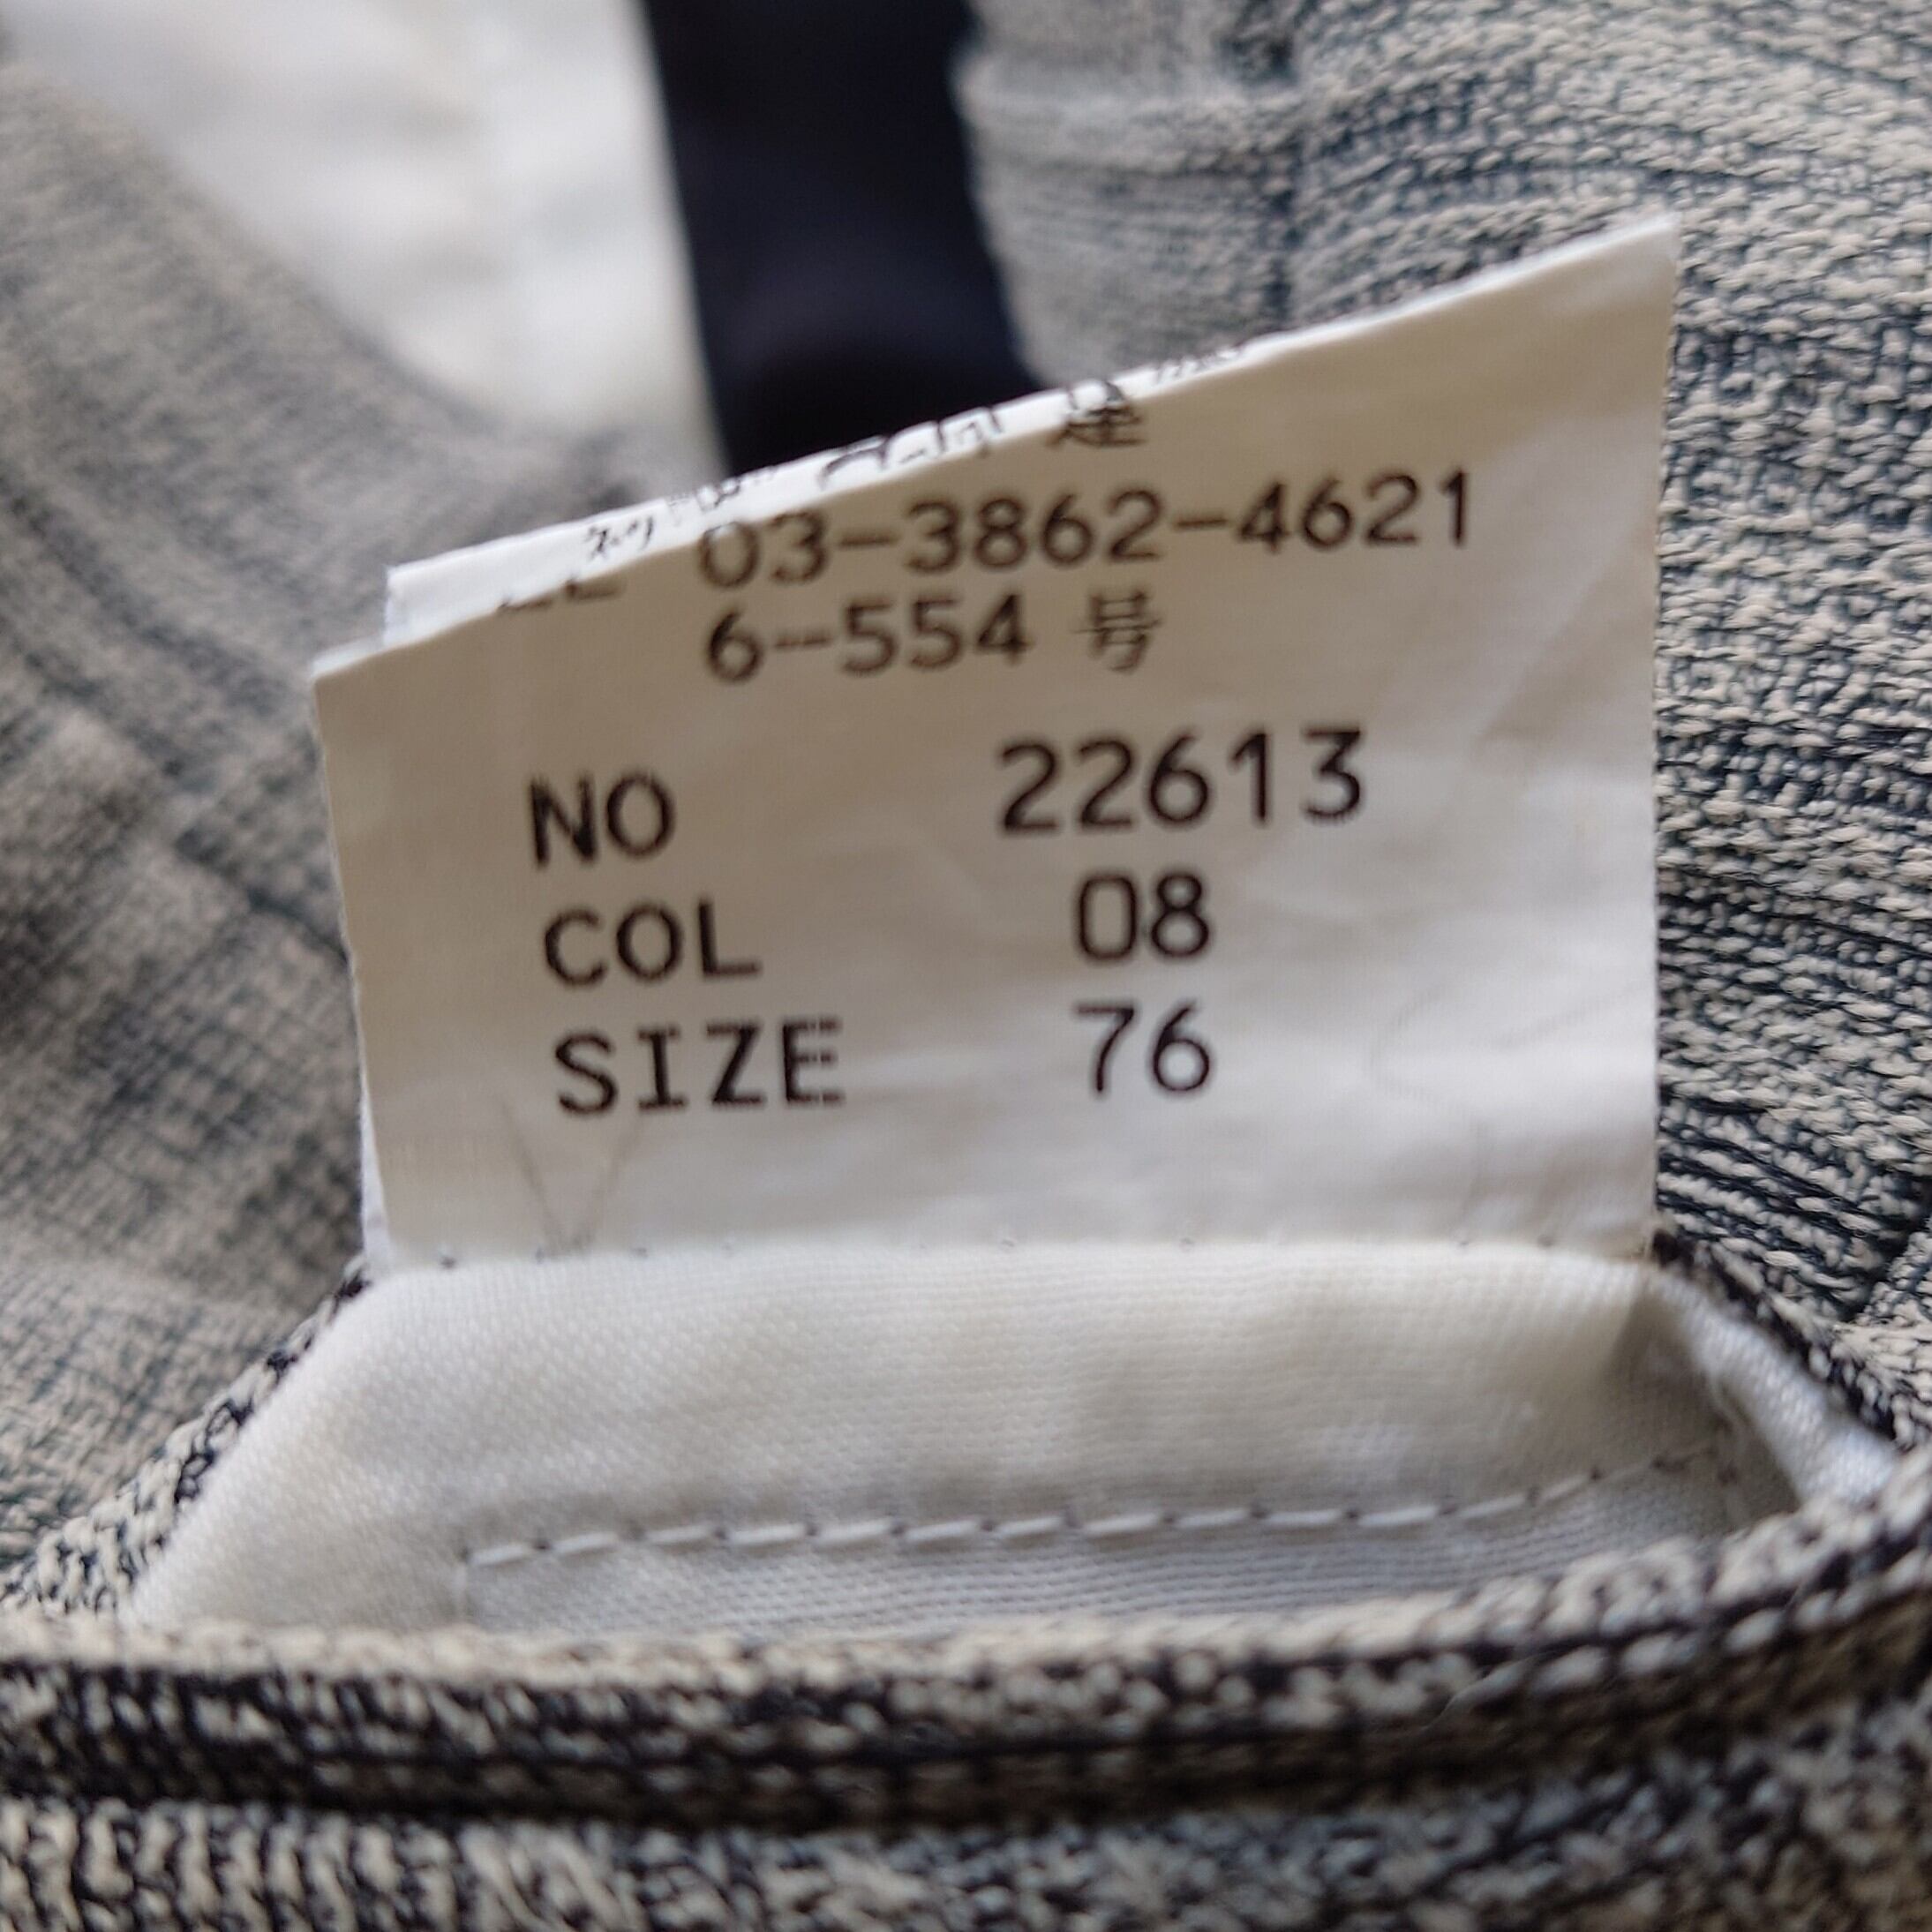 03-3862-4621
6-554 号
NO 22613
COL 08
SIZE 76